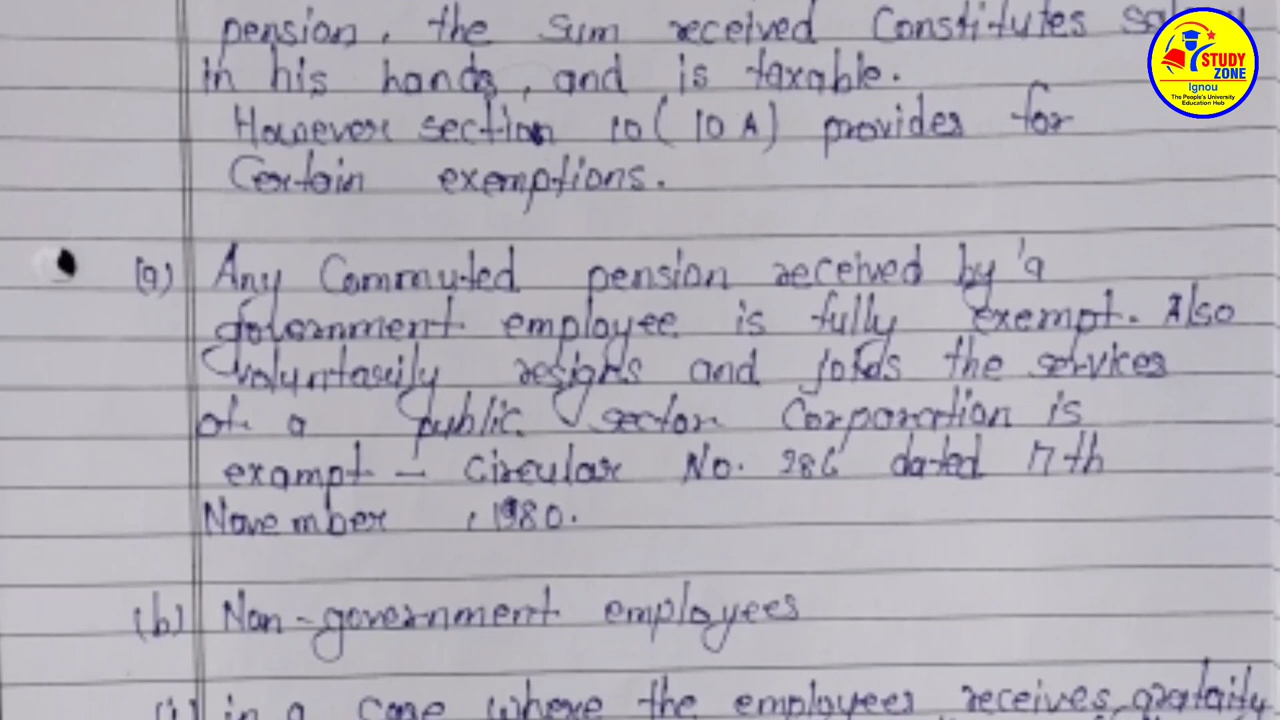 pension, the sum received Constitutes salary
in his hands, and is taxable.
However section 10(10A) provides for
Certain exemptions.
(a) Any Commuted pension received by a
government employee is fully exempt. Also
voluntarily resigns and joins the services
of a public sector Corporation is
exampt - Circular No. 286 dated 17th
November, 1980.
(b) Non-government employees
(i) in a case where the employees receives gratuity
STUDY
ZONE
Ignou
The People's University
Education Hub